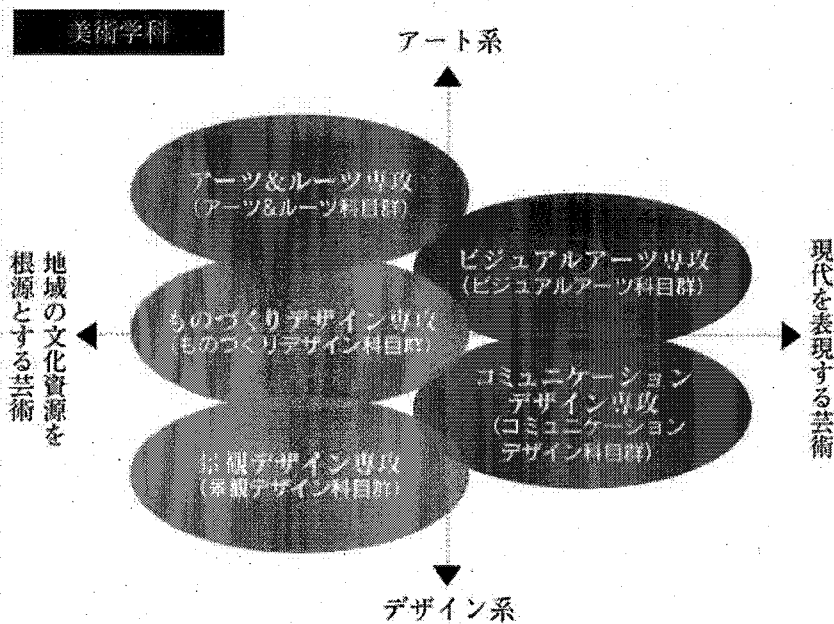 美術学科
アート系
アーツ&ルーツ専攻
(アーツ&ルーツ科目群)
ビジュアルアーツ専攻
(ビジュアルアーツ科目群)
地域の文化資源を
根源とする芸術
ものづくりデザイン専攻
(ものづくりデザイン科目群)
現代を表現する芸術
コミュニケーション
デザイン専攻
(コミュニケーション
デザイン科目群)
景観デザイン専攻
(景観デザイン科目群)
デザイン系